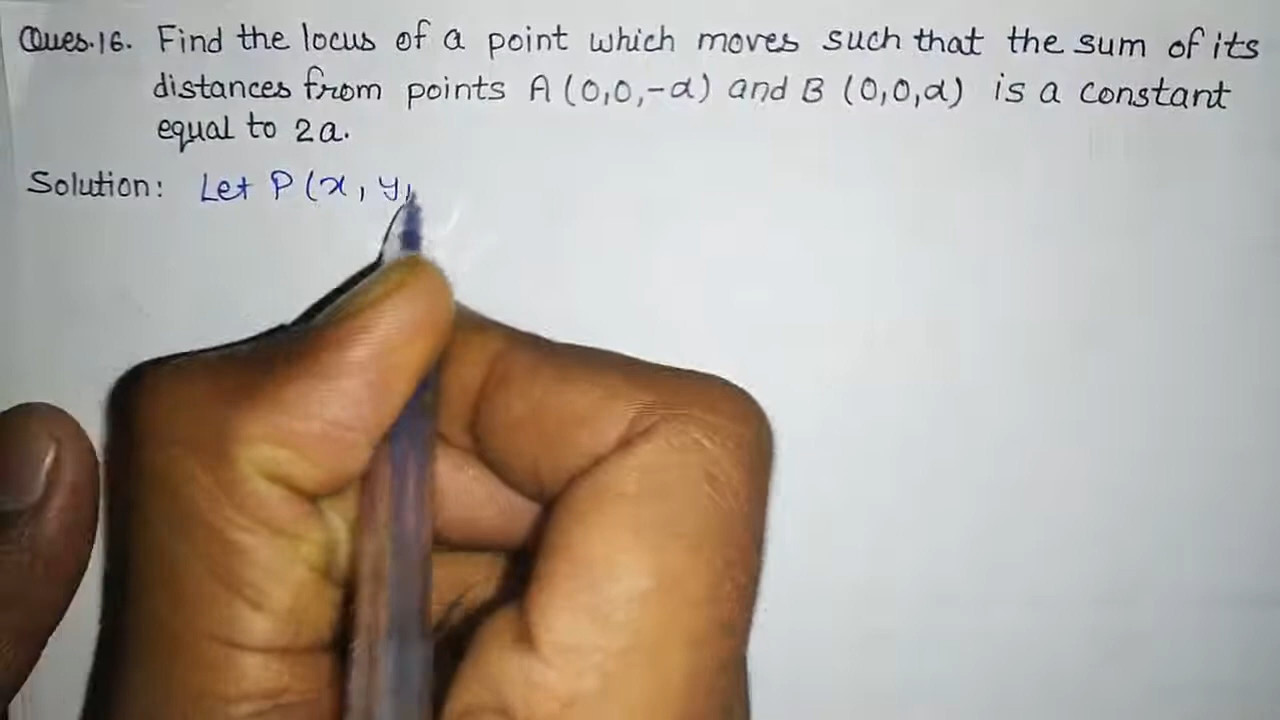 Ques.16. Find the locus of a point which moves such that the sum of its
distances from points A (0,0,-α) and B (0,0,α) is a constant
equal to 2a.
Solution: Let P (x, y,